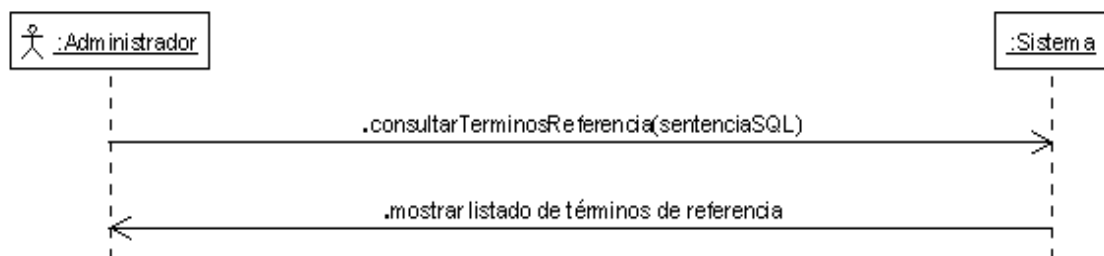 :Administrador
:Sistema
.consultarTerminosReferencia(sentenciaSQL)
.mostrar listado de términos de referencia